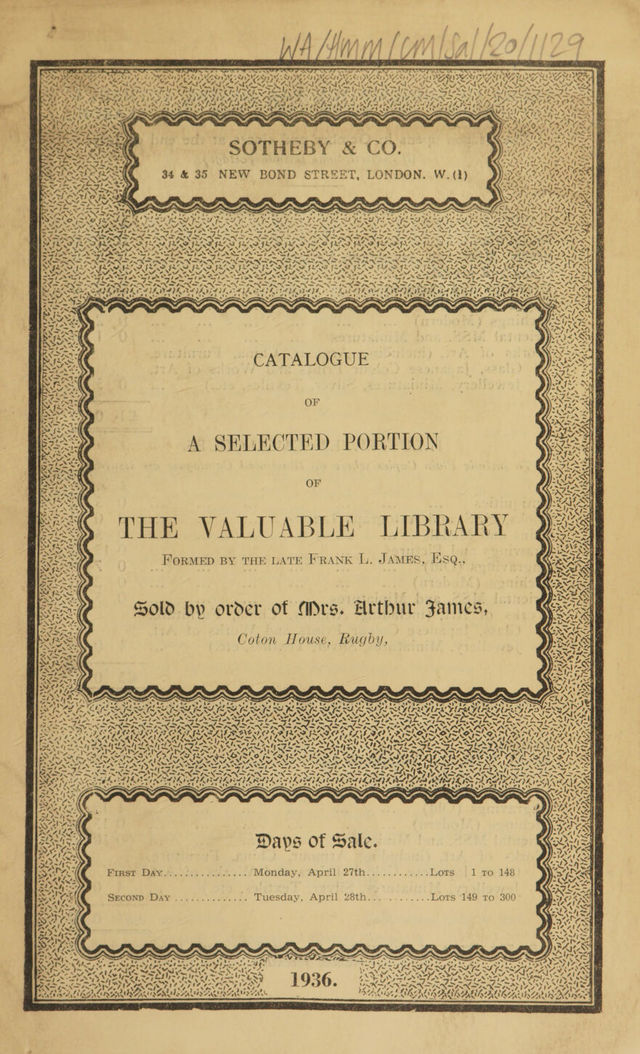 WA/HMM/CM/Sal/20/1129
SOTHEBY & CO.
34 & 35 NEW BOND STREET, LONDON. W.(1)
CATALOGUE
OF
A SELECTED PORTION
OF
THE VALUABLE LIBRARY
FORMED BY THE LATE FRANK L. JAMES, ESQ.,
Sold by order of Mrs. Arthur James,
Coton House, Rugby,
Days of Sale.
FIRST DAY................ Monday, April 27th............LOTS 1 TO 148
SECOND DAY ............. Tuesday, April 28th... ..........LOTS 149 TO 300
1936.